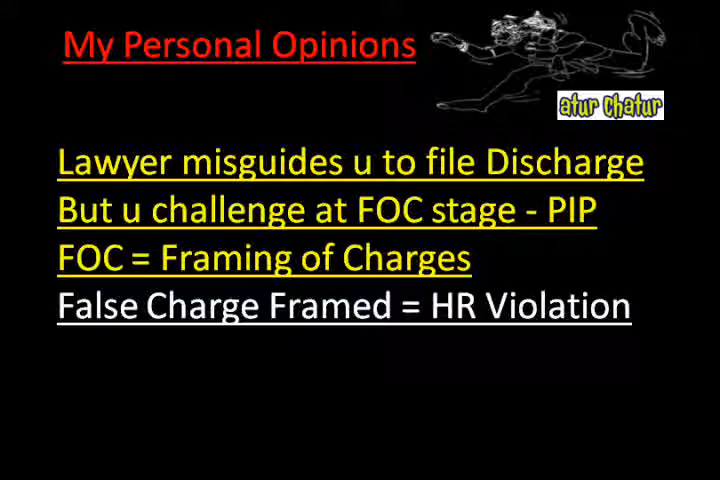 My Personal Opinions
atur chatur
Lawyer misguides u to file Discharge
But u challenge at FOC stage - PIP
FOC = Framing of Charges
False Charge Framed = HR Violation